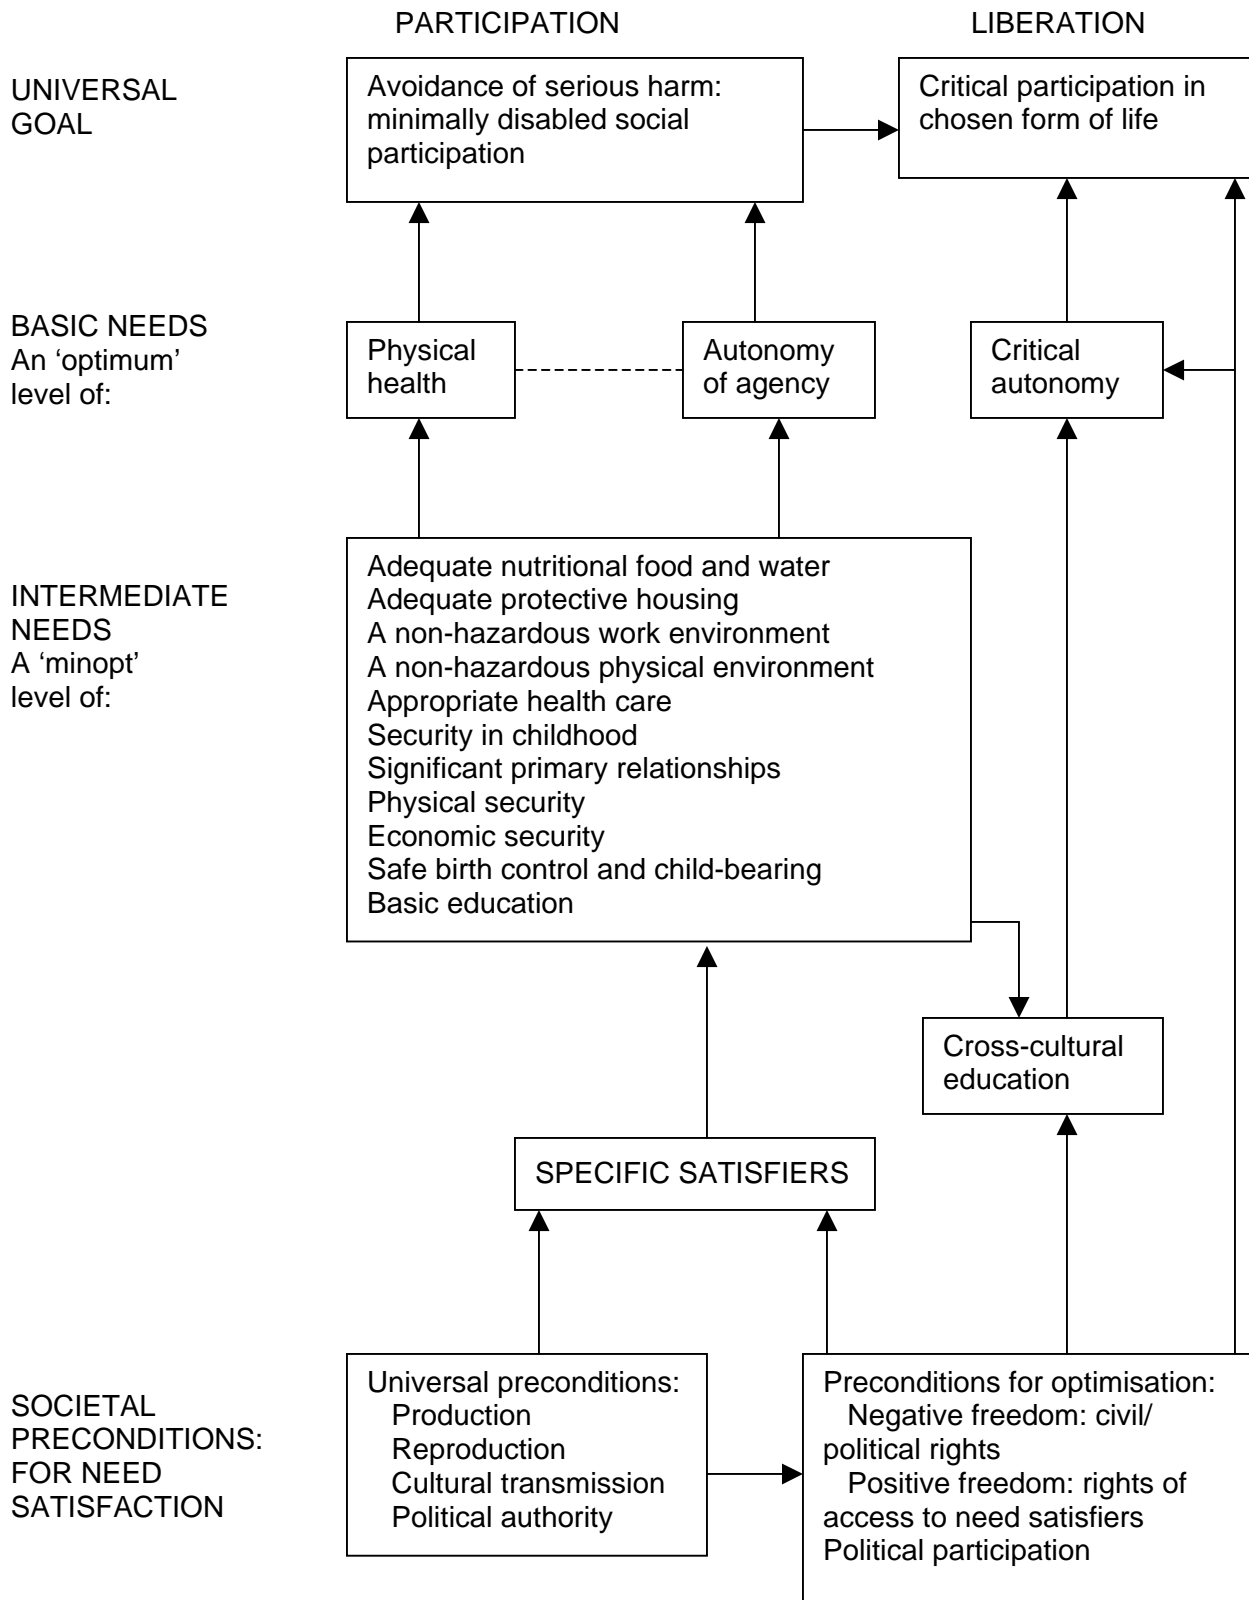 PARTICIPATION
LIBERATION
UNIVERSAL
GOAL
Avoidance of serious harm:
minimally disabled social
participation
Critical participation in
chosen form of life
BASIC NEEDS
An ‘optimum’
level of:
Physical
health
Autonomy
of agency
Critical
autonomy
INTERMEDIATE
NEEDS
A ‘minopt’
level of:
Adequate nutritional food and water
Adequate protective housing
A non-hazardous work environment
A non-hazardous physical environment
Appropriate health care
Security in childhood
Significant primary relationships
Physical security
Economic security
Safe birth control and child-bearing
Basic education
Cross-cultural
education
SPECIFIC SATISFIERS
SOCIETAL
PRECONDITIONS:
FOR NEED
SATISFACTION
Universal preconditions:
Production
Reproduction
Cultural transmission
Political authority
Preconditions for optimisation:
Negative freedom: civil/
political rights
Positive freedom: rights of
access to need satisfiers
Political participation